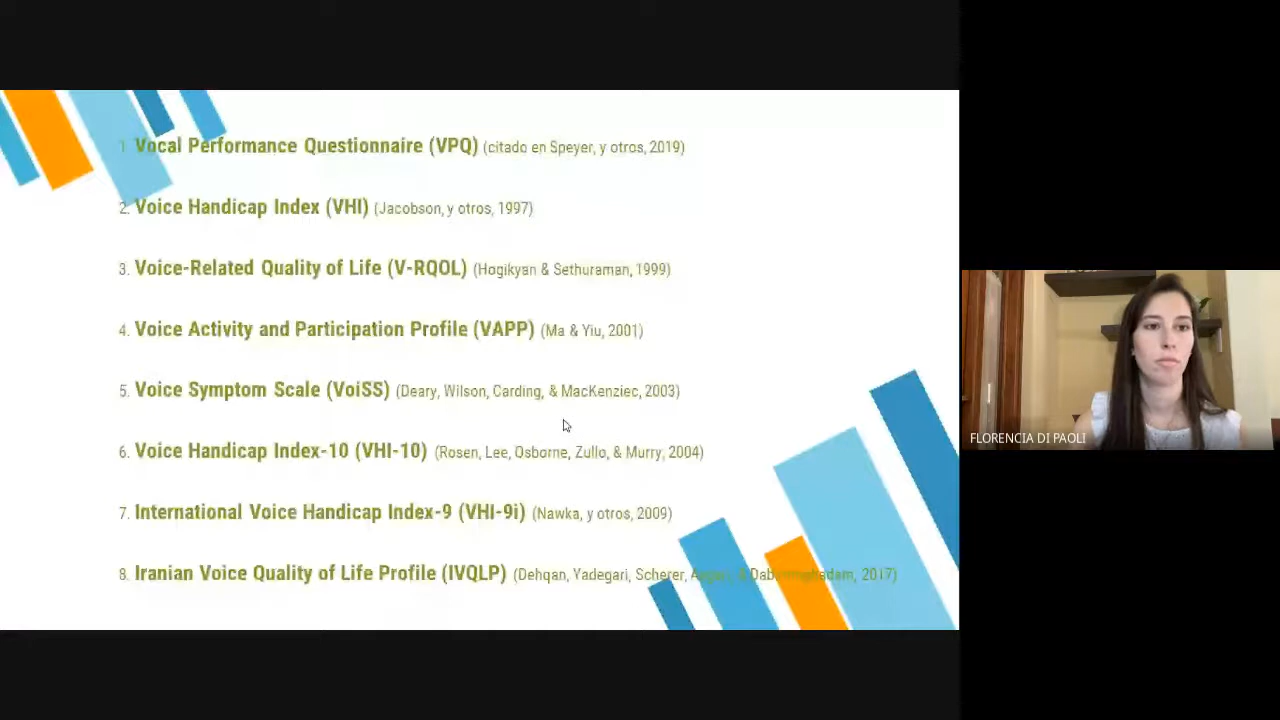 1. Vocal Performance Questionnaire (VPQ) (citado en Speyer, y otros, 2019)
2. Voice Handicap Index (VHI) (Jacobson, y otros, 1997)
3. Voice-Related Quality of Life (V-RQOL) (Hogikyan & Sethuraman, 1999)
4. Voice Activity and Participation Profile (VAPP) (Ma & Yiu, 2001)
5. Voice Symptom Scale (VoiSS) (Deary, Wilson, Carding, & MacKenziec, 2003)
6. Voice Handicap Index-10 (VHI-10) (Rosen, Lee, Osborne, Zullo, & Murry, 2004)
7. International Voice Handicap Index-9 (VHI-9i) (Nawka, y otros, 2009)
8. Iranian Voice Quality of Life Profile (IVQLP) (Dehqan, Yadegari, Scherer, & 2017)
FLORENCIA DI PAOLI